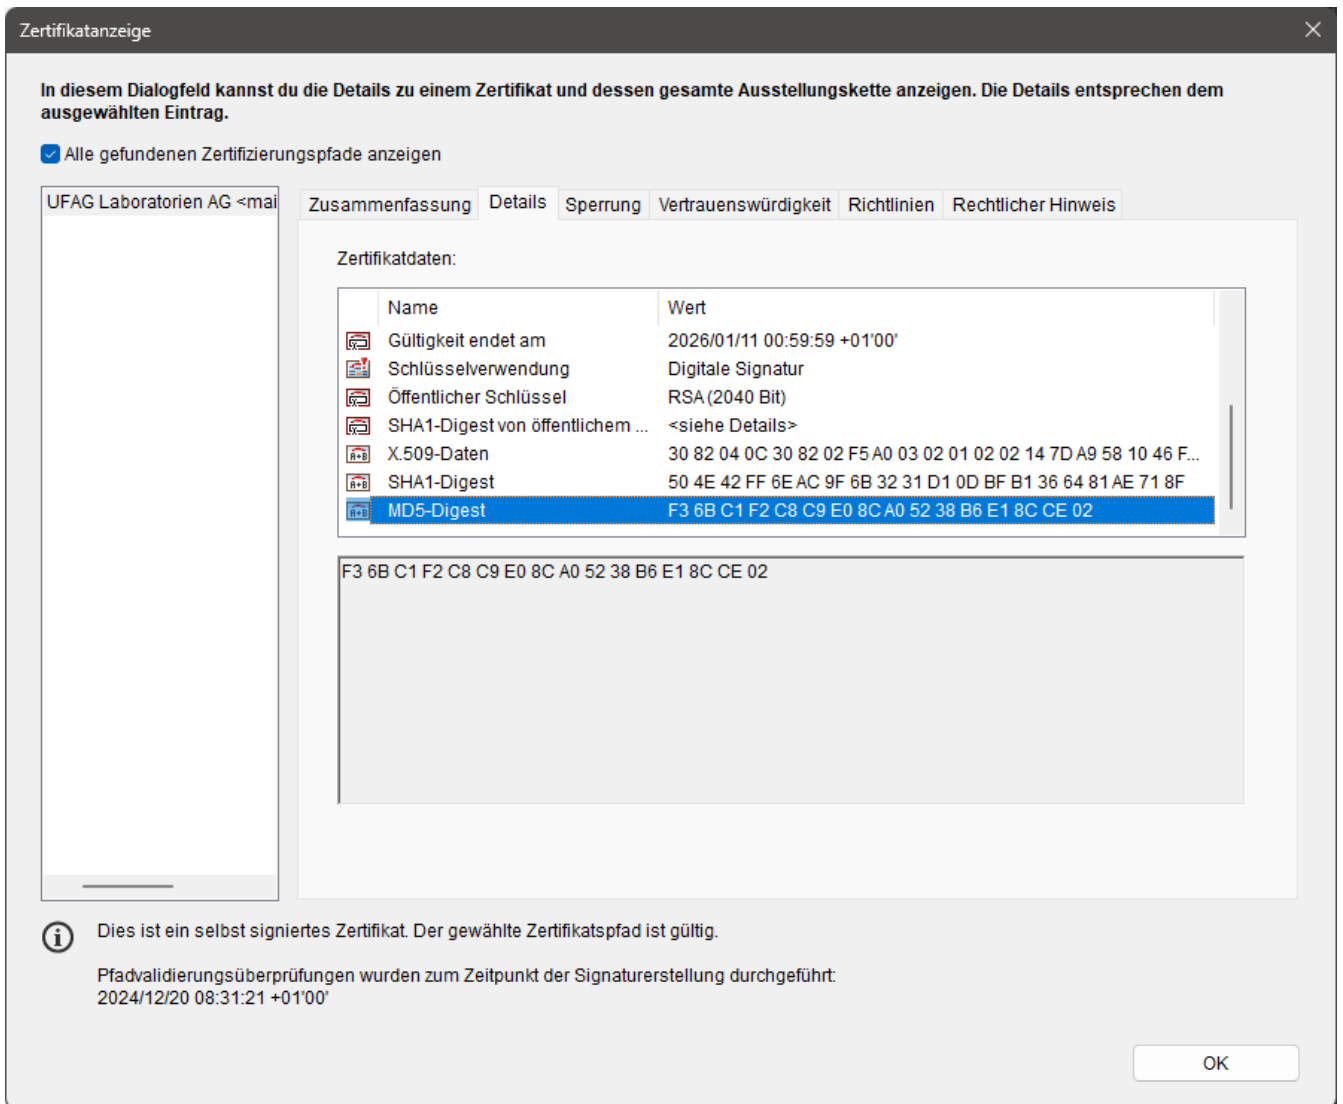 Zertifikatanzeige
In diesem Dialogfeld kannst du die Details zu einem Zertifikat und dessen gesamte Ausstellungskette anzeigen. Die Details entsprechen dem
ausgewählten Eintrag.
Alle gefundenen Zertifizierungspfade anzeigen
UFAG Laboratorien AG <mai
Zusammenfassung Details Sperrung Vertrauenswürdigkeit Richtlinien Rechtlicher Hinweis
Zertifikatdaten:
Name Wert
Gültigkeit endet am 2026/01/11 00:59:59 +01'00'
Schlüsselverwendung Digitale Signatur
Öffentlicher Schlüssel RSA (2040 Bit)
SHA1-Digest von öffentlichem ... <siehe Details>
X.509-Daten 30 82 04 0C 30 82 02 F5 A0 03 02 01 02 02 14 7D A9 58 10 46 F...
SHA1-Digest 50 4E 42 FF 6E AC 9F 6B 32 31 D1 0D BF B1 36 64 81 AE 71 8F
MD5-Digest F3 6B C1 F2 C8 C9 E0 8C A0 52 38 B6 E1 8C CE 02
F3 6B C1 F2 C8 C9 E0 8C A0 52 38 B6 E1 8C CE 02
Dies ist ein selbst signiertes Zertifikat. Der gewählte Zertifikatspfad ist gültig.
Pfadvalidierungsüberprüfungen wurden zum Zeitpunkt der Signaturerstellung durchgeführt:
2024/12/20 08:31:21 +01'00'
OK